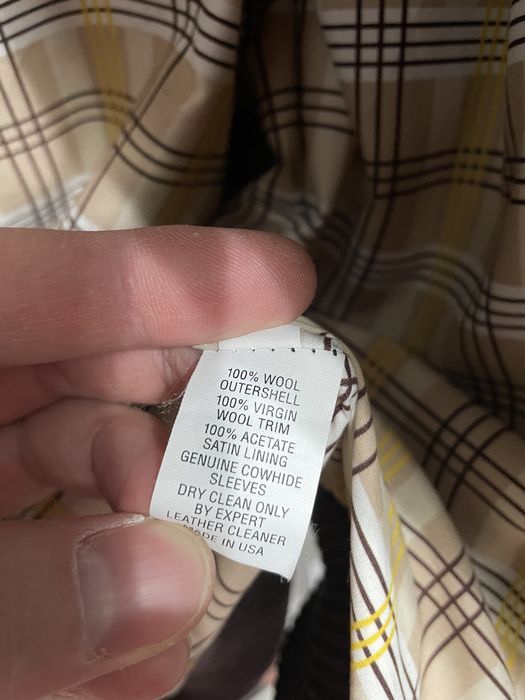 100% WOOL
OUTERSHELL
100% VIRGIN
WOOL TRIM
100% ACETATE
SATIN LINING
GENUINE COWHIDE
SLEEVES
DRY CLEAN ONLY
BY EXPERT
LEATHER CLEANER
MADE IN USA